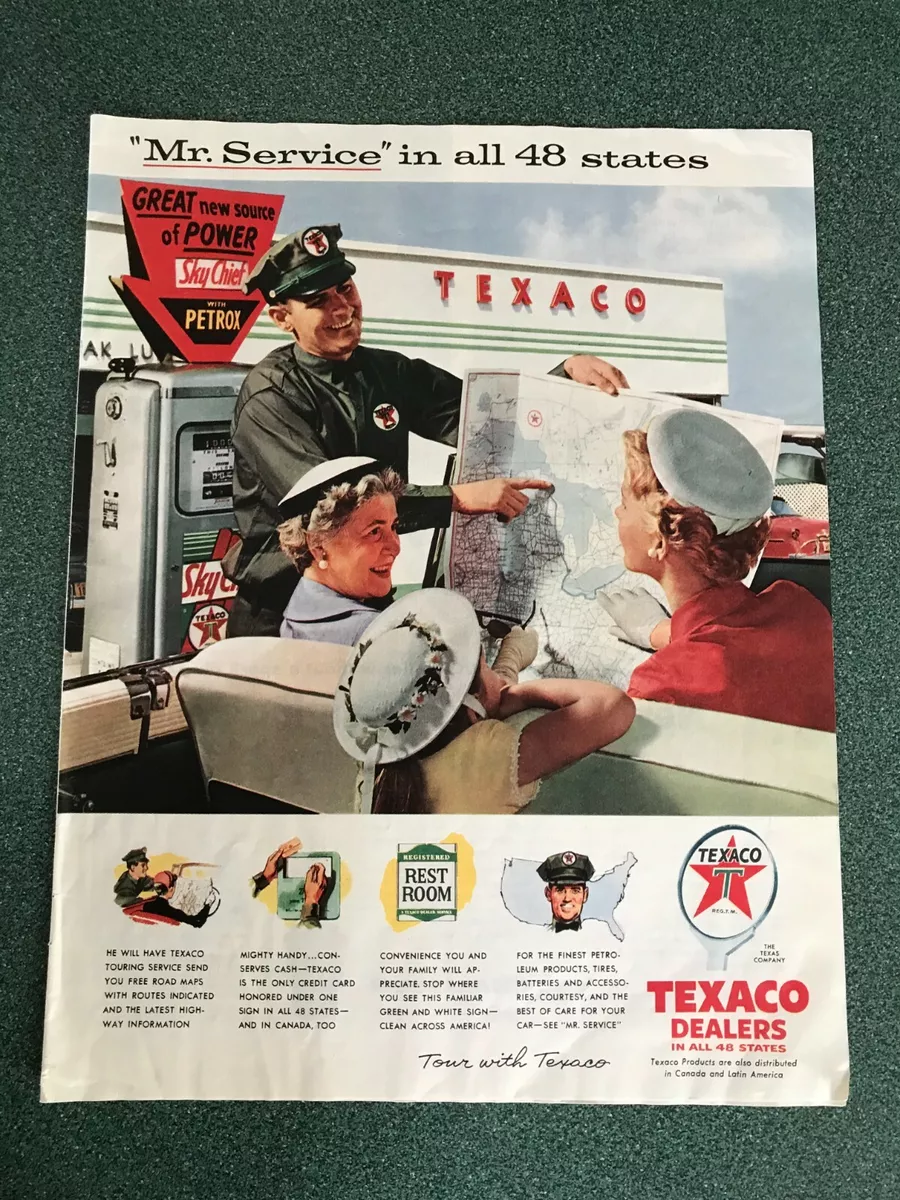 "Mr. Service" in all 48 states
GREAT new source
of POWER
Sky Chief
WITH
PETROX
TEXACO
AK LU
Sky C
TEXACO
HE WILL HAVE TEXACO
TOURING SERVICE SEND
YOU FREE ROAD MAPS
WITH ROUTES INDICATED
AND THE LATEST HIGH-
WAY INFORMATION
MIGHTY HANDY...CON-
SERVES CASH—TEXACO
IS THE ONLY CREDIT CARD
HONORED UNDER ONE
SIGN IN ALL 48 STATES—
AND IN CANADA, TOO
REGISTERED
REST
ROOM
A TEXACO DEALER SERVICE
CONVENIENCE YOU AND
YOUR FAMILY WILL AP-
PRECIATE. STOP WHERE
YOU SEE THIS FAMILIAR
GREEN AND WHITE SIGN—
CLEAN ACROSS AMERICA!
FOR THE FINEST PETRO-
LEUM PRODUCTS, TIRES,
BATTERIES AND ACCESSO-
RIES, COURTESY, AND THE
BEST OF CARE FOR YOUR
CAR—SEE "MR. SERVICE"
TEXACO
T
REG.T.M.
THE
TEXAS
COMPANY
TEXACO
DEALERS
IN ALL 48 STATES
Texaco Products are also distributed
in Canada and Latin America
Tour with Texaco